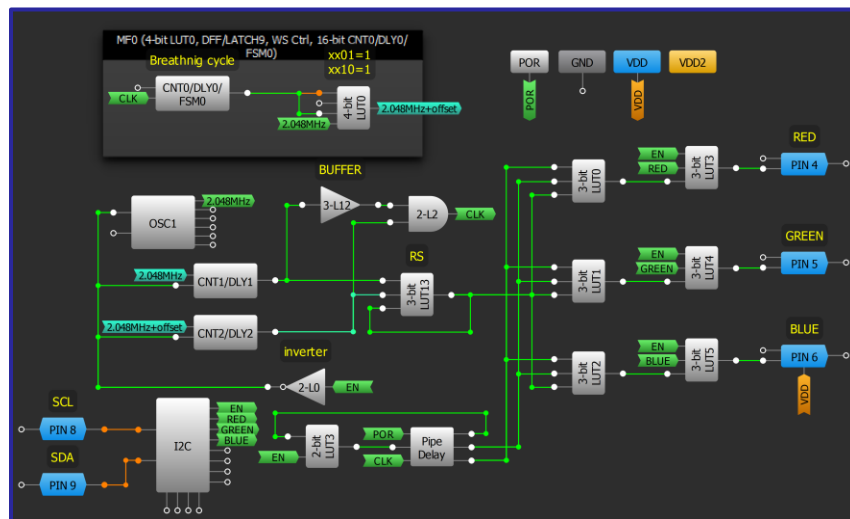 MF0 (4-bit LUT0, DFF/LATCH9, WS Ctrl, 16-bit CNT0/DLY0/
FSM0)
Breathnig cycle
xx01=1
xx10=1
CNT0/DLY0/
FSM0
CLK
4-bit
LUT0
2.048MHz
2.048MHz+offset
POR
GND
VDD
VDD2
POR
VDD
RED
EN
RED
3-bit
LUT0
3-bit
LUT3
PIN 4
BUFFER
3-L12
2-L2
CLK
OSC1
2.048MHz
GREEN
EN
GREEN
3-bit
LUT1
3-bit
LUT4
PIN 5
RS
2.048MHz
CNT1/DLY1
3-bit
LUT13
2.048MHz+offset
CNT2/DLY2
BLUE
EN
BLUE
3-bit
LUT2
3-bit
LUT5
PIN 6
VDD
inverter
2-L0
EN
SCL
PIN 8
SDA
PIN 9
I2C
EN
RED
GREEN
BLUE
EN
2-bit
LUT3
POR
CLK
Pipe
Delay